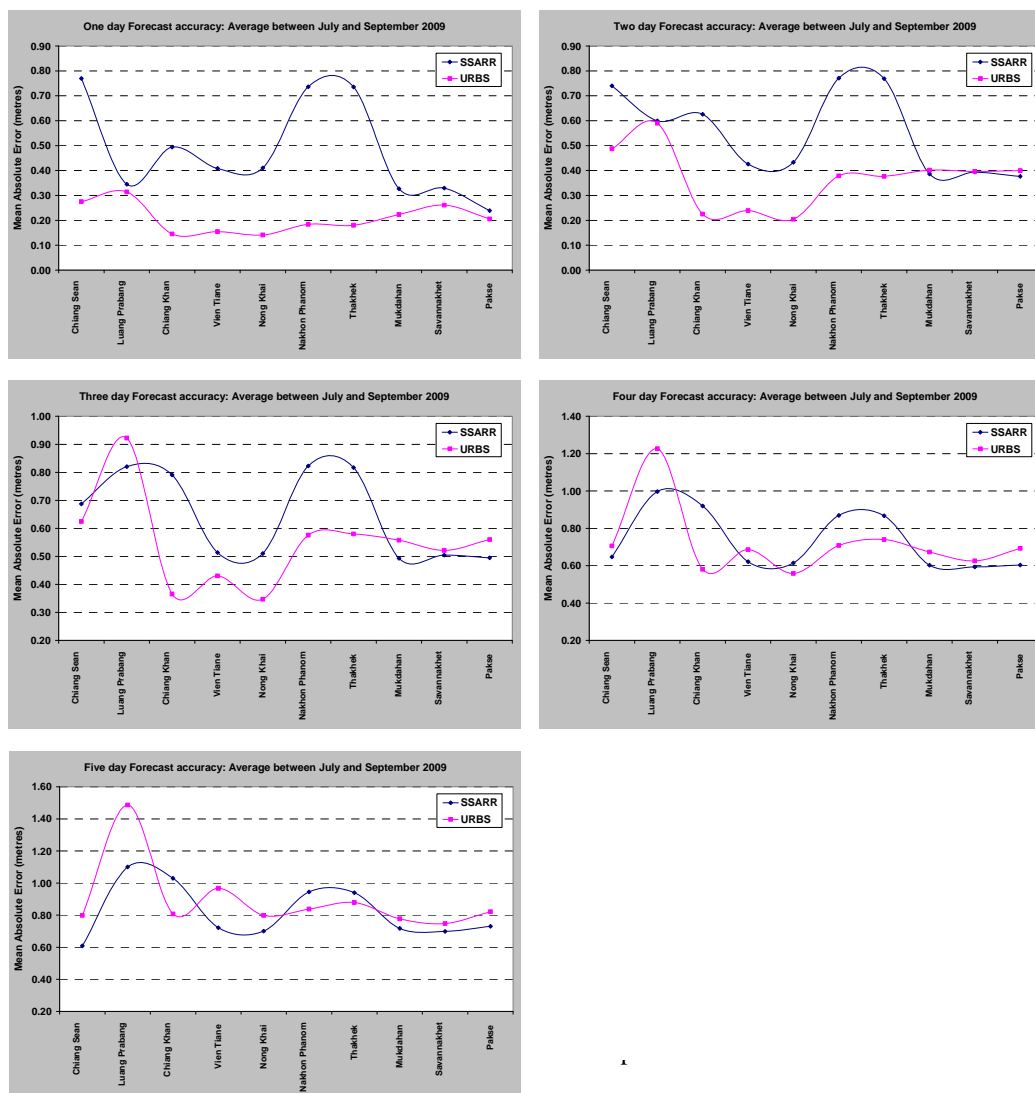 One day Forecast accuracy: Average between July and September 2009
Mean Absolute Error (metres)
0.90
0.80
0.70
0.60
0.50
0.40
0.30
0.20
0.10
0.00
SSARR
URBS
Chiang Sean
Luang Prabang
Chiang Khan
Vien Tiane
Nong Khai
Nakhon Phanom
Thakhek
Mukdahan
Savannakhet
Pakse
Two day Forecast accuracy: Average between July and September 2009
Mean Absolute Error (metres)
0.90
0.80
0.70
0.60
0.50
0.40
0.30
0.20
0.10
0.00
SSARR
URBS
Chiang Sean
Luang Prabang
Chiang Khan
Vien Tiane
Nong Khai
Nakhon Phanom
Thakhek
Mukdahan
Savannakhet
Pakse
Three day Forecast accuracy: Average between July and September 2009
Mean Absolute Error (metres)
1.00
0.90
0.80
0.70
0.60
0.50
0.40
0.30
0.20
SSARR
URBS
Chiang Sean
Luang Prabang
Chiang Khan
Vien Tiane
Nong Khai
Nakhon Phanom
Thakhek
Mukdahan
Savannakhet
Pakse
Four day Forecast accuracy: Average between July and September 2009
Mean Absolute Error (metres)
1.40
1.20
1.00
0.80
0.60
0.40
0.20
SSARR
URBS
Chiang Sean
Luang Prabang
Chiang Khan
Vien Tiane
Nong Khai
Nakhon Phanom
Thakhek
Mukdahan
Savannakhet
Pakse
Five day Forecast accuracy: Average between July and September 2009
Mean Absolute Error (metres)
1.60
1.40
1.20
1.00
0.80
0.60
0.40
0.20
SSARR
URBS
Chiang Sean
Luang Prabang
Chiang Khan
Vien Tiane
Nong Khai
Nakhon Phanom
Thakhek
Mukdahan
Savannakhet
Pakse